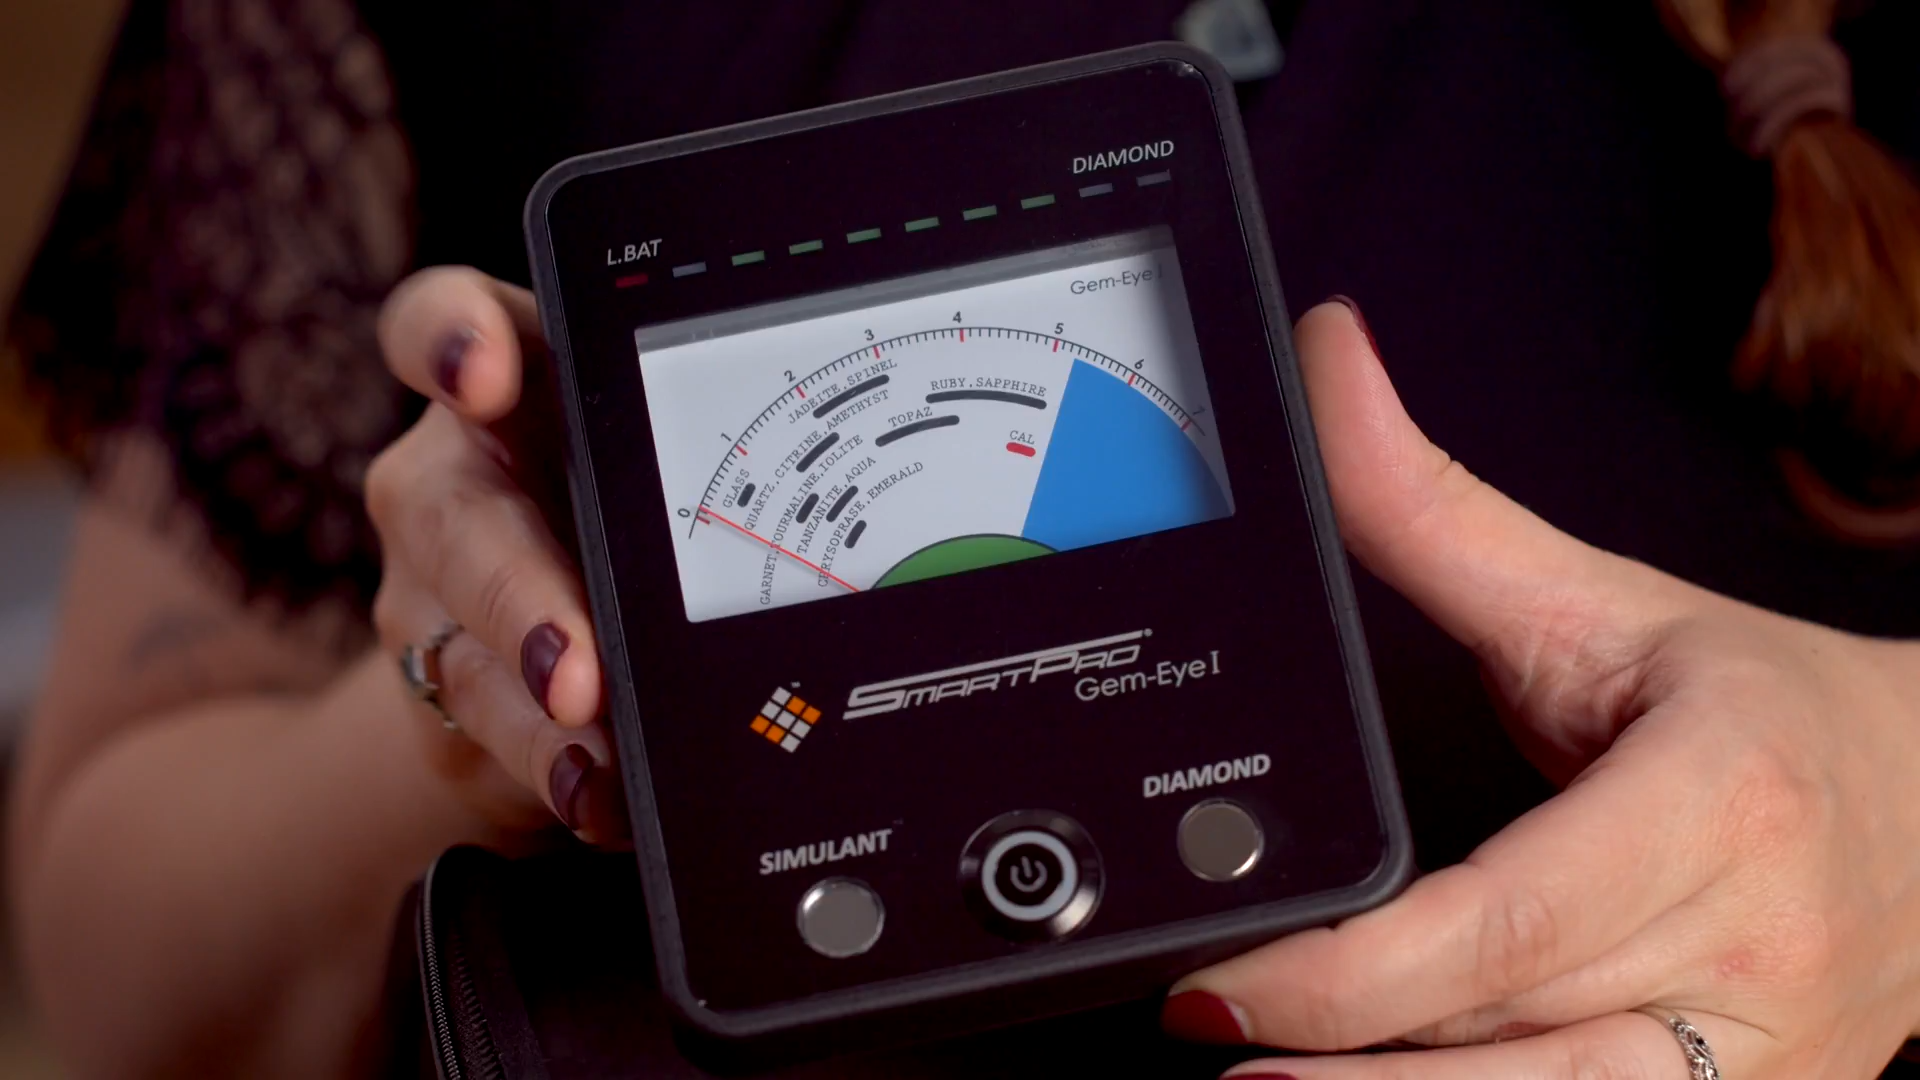 DIAMOND
L.BAT
Gem-Eye I
0 1 2 3 4 5 6 7
JADEITE.SPINEL
RUBY.SAPPHIRE
QUARTZ.CITRINE.AMETHYST
TOPAZ
GLASS
CAL
GARNET.TOURMALINE.IOLITE
TANZANITE.AQUA
CHRYSOPRASE.EMERALD
SMARTPRO®
Gem-Eye I
™
DIAMOND
SIMULANT